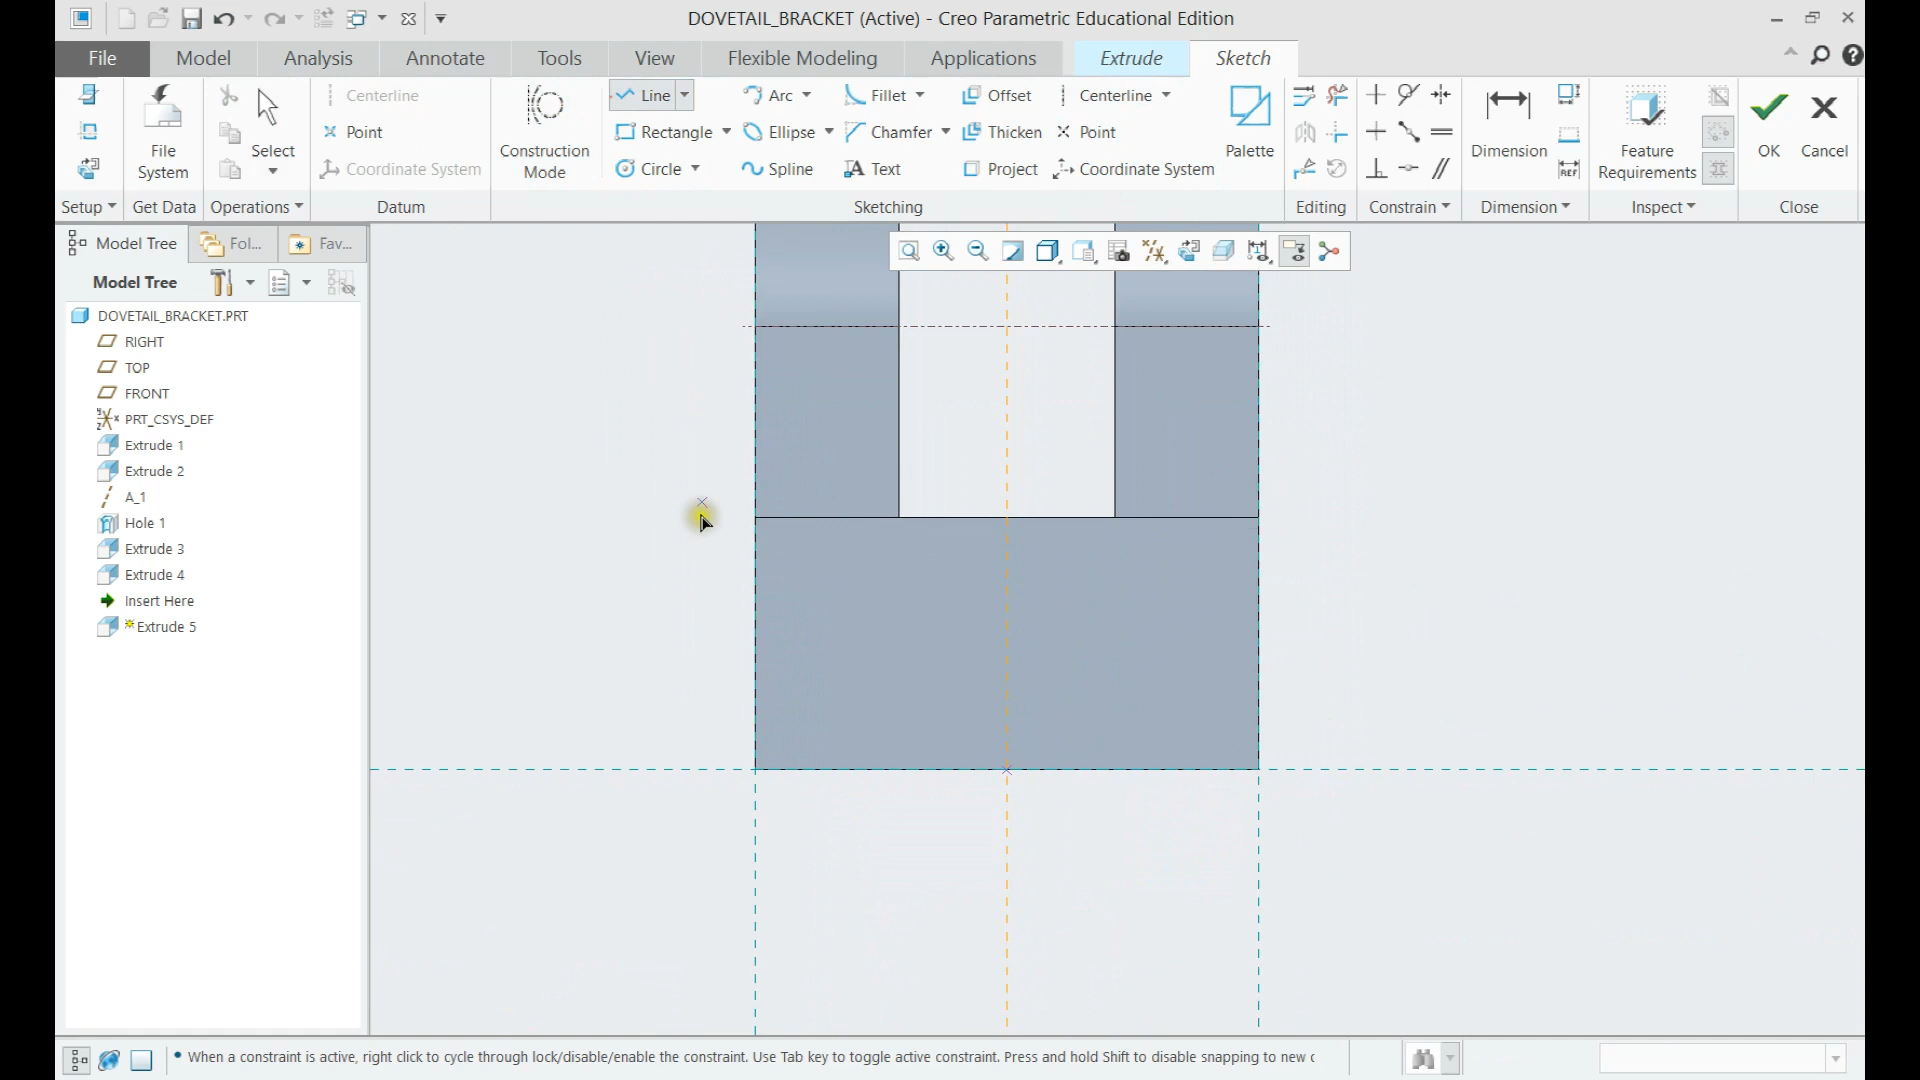 DOVETAIL_BRACKET (Active) - Creo Parametric Educational Edition
File Model Analysis Annotate Tools View Flexible Modeling Applications Extrude Sketch
Centerline Line Arc Fillet Offset Centerline
Point Rectangle Ellipse Chamfer Thicken Point
File System Select Coordinate System Construction Mode Circle Spline Text Project Coordinate System Palette Dimension Feature Requirements OK Cancel
Setup Get Data Operations Datum Sketching Editing Constrain Dimension Inspect Close
Model Tree Fol... Fav...
Model Tree
DOVETAIL_BRACKET.PRT
RIGHT
TOP
FRONT
PRT_CSYS_DEF
Extrude 1
Extrude 2
A_1
Hole 1
Extrude 3
Extrude 4
Insert Here
Extrude 5
When a constraint is active, right click to cycle through lock/disable/enable the constraint. Use Tab key to toggle active constraint. Press and hold Shift to disable snapping to new